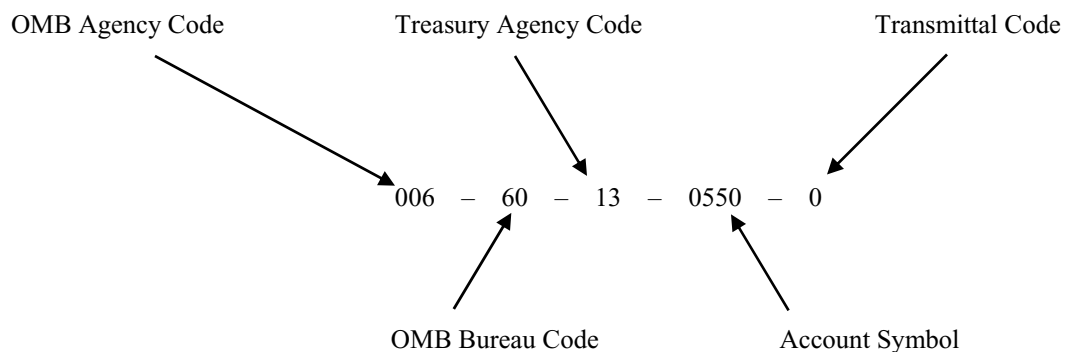 OMB Agency Code Treasury Agency Code Transmittal Code
006 – 60 – 13 – 0550 – 0
OMB Bureau Code Account Symbol